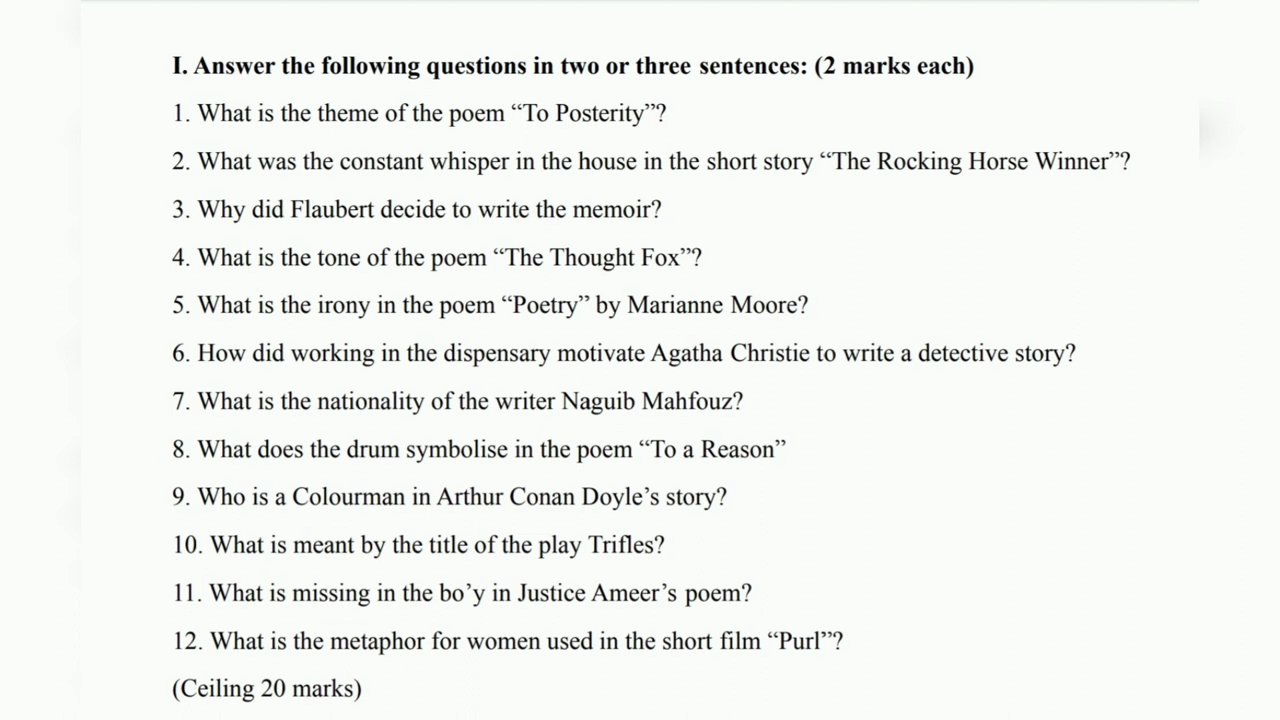 I. Answer the following questions in two or three sentences: (2 marks each)
1. What is the theme of the poem “To Posterity”?
2. What was the constant whisper in the house in the short story “The Rocking Horse Winner”?
3. Why did Flaubert decide to write the memoir?
4. What is the tone of the poem “The Thought Fox”?
5. What is the irony in the poem “Poetry” by Marianne Moore?
6. How did working in the dispensary motivate Agatha Christie to write a detective story?
7. What is the nationality of the writer Naguib Mahfouz?
8. What does the drum symbolise in the poem “To a Reason”
9. Who is a Colourman in Arthur Conan Doyle’s story?
10. What is meant by the title of the play Trifles?
11. What is missing in the bo’y in Justice Ameer’s poem?
12. What is the metaphor for women used in the short film “Purl”?
(Ceiling 20 marks)